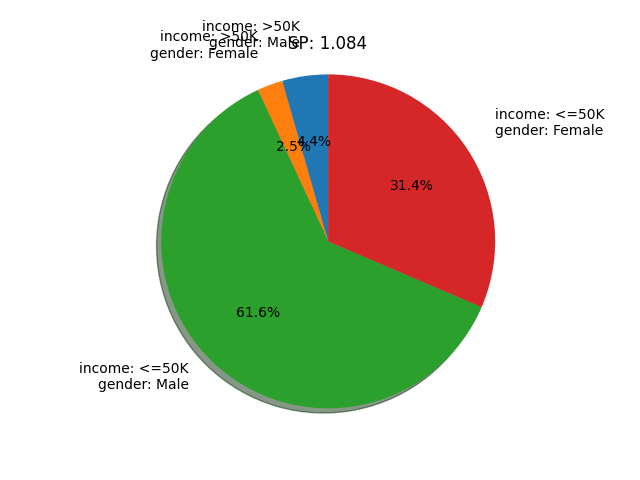 income: >50K
gender: Male
income: >50K
gender: Female
SP: 1.084
income: <=50K
gender: Female
4.4%
2.5%
31.4%
61.6%
income: <=50K
gender: Male